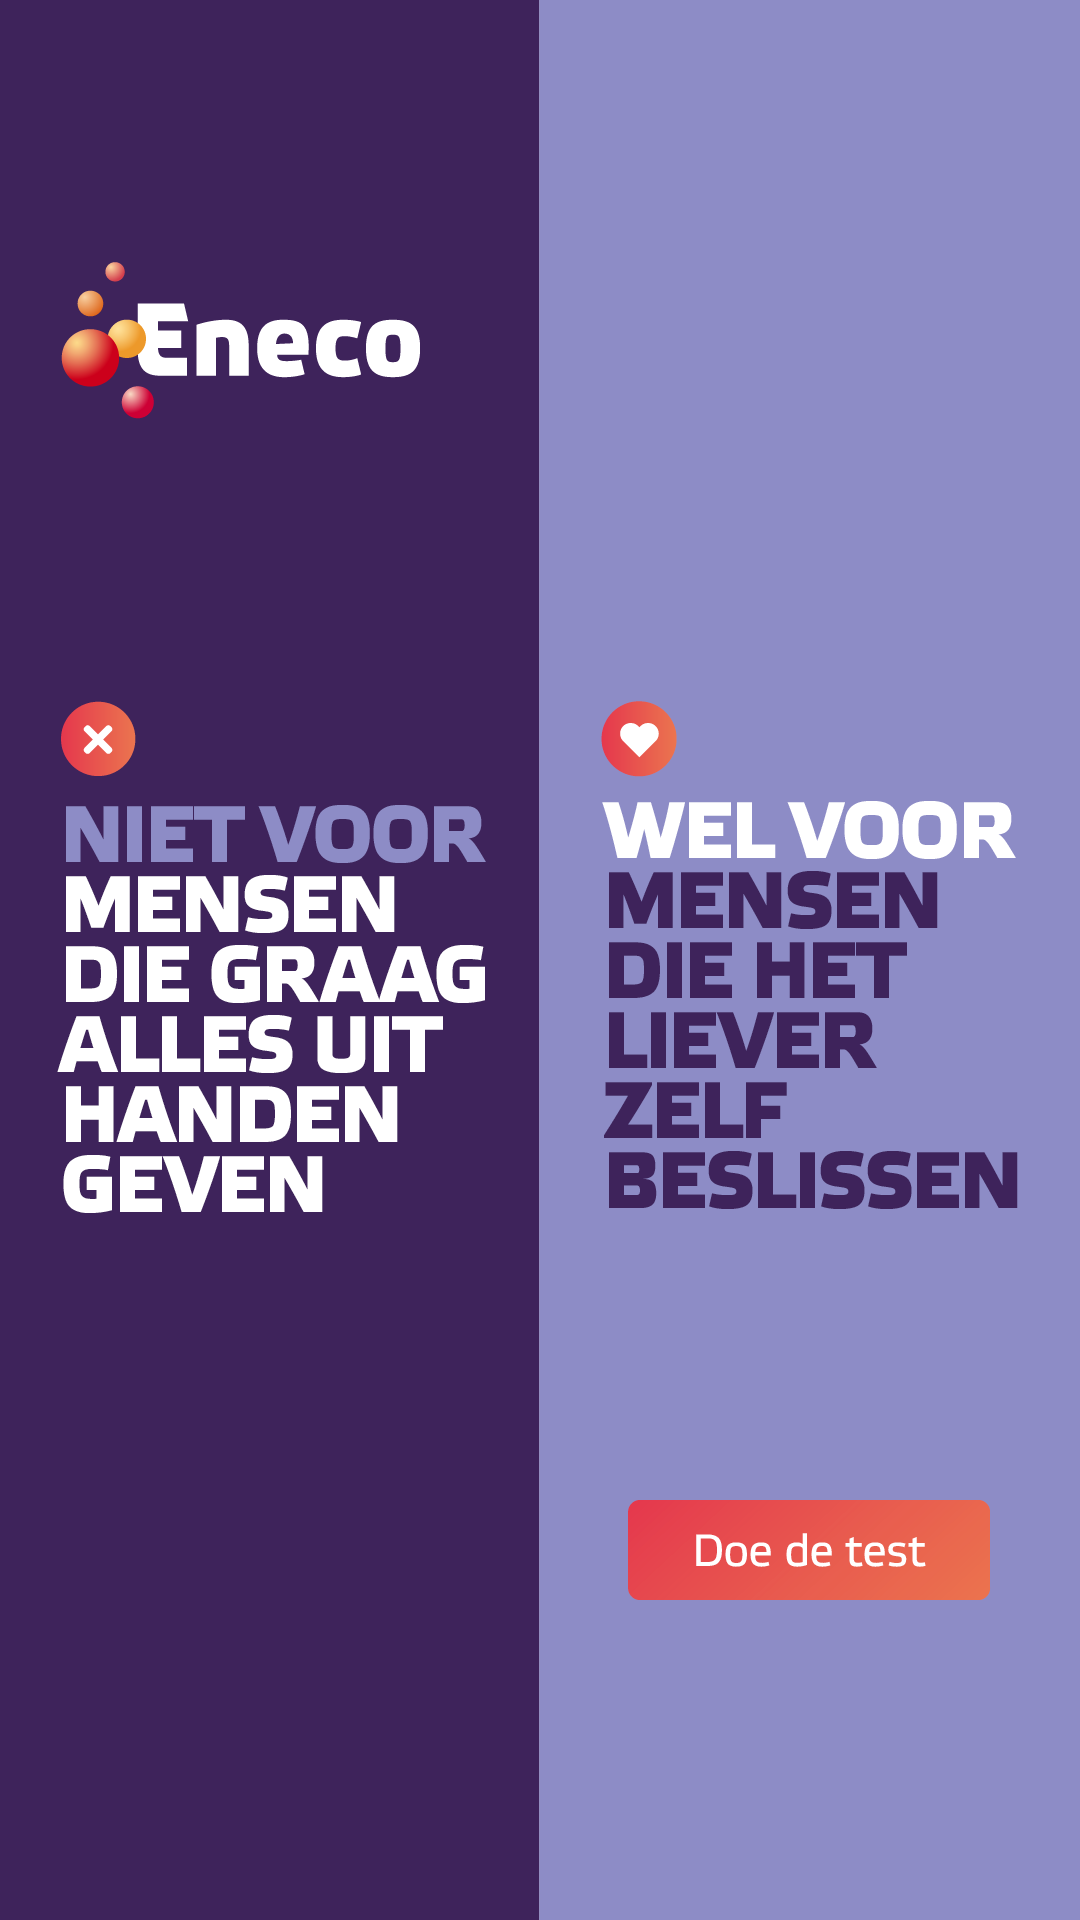 Eneco
NIET VOOR
MENSEN
DIE GRAAG
ALLES UIT
HANDEN
GEVEN
WEL VOOR
MENSEN
DIE HET
LIEVER
ZELF
BESLISSEN
Doe de test